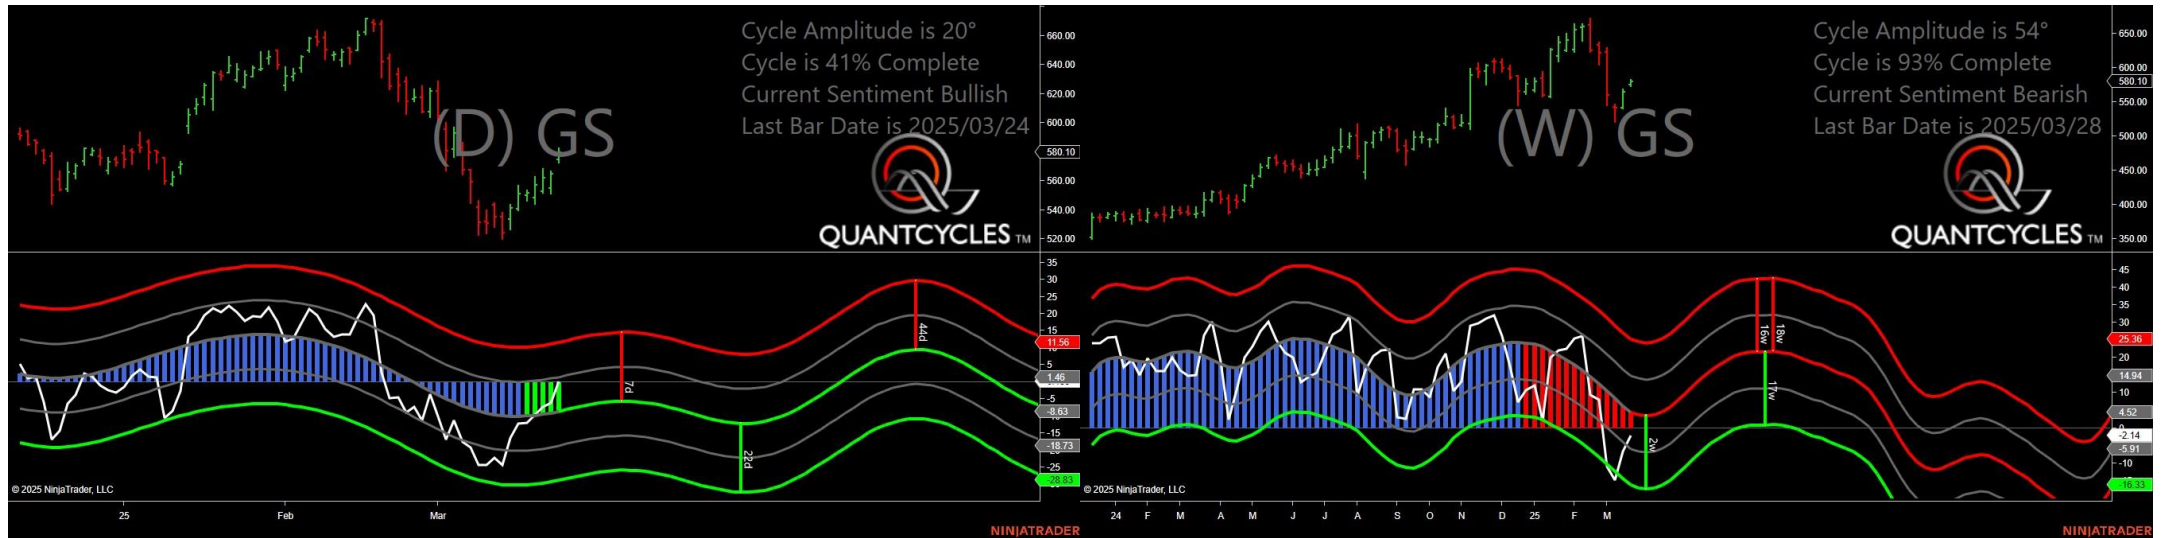 Cycle Amplitude is 20°
Cycle is 41% Complete
Current Sentiment Bullish
Last Bar Date is 2025/03/24
(D) GS
QUANTCYCLES TM
660.00
640.00
620.00
600.00
580.10
560.00
540.00
520.00
35
30
25
20
15
11.56
10
5
1.46
-5
-8.63
-15
-18.73
-25
-28.83
7d
22d
44d
© 2025 NinjaTrader, LLC
25 Feb Mar
NINJATRADER
Cycle Amplitude is 54°
Cycle is 93% Complete
Current Sentiment Bearish
Last Bar Date is 2025/03/28
(W) GS
QUANTCYCLES TM
650.00
600.00
580.10
550.00
500.00
450.00
400.00
350.00
45
40
35
30
25.36
20
14.94
10
4.52
0
-2.14
-5.91
-10
-16.33
2w
16w
18w
17w
© 2025 NinjaTrader, LLC
24 F M A M J J A S O N D 25 F M
NINJATRADER